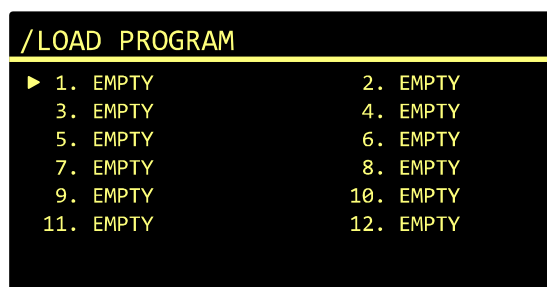 /LOAD PROGRAM
1. EMPTY 2. EMPTY
3. EMPTY 4. EMPTY
5. EMPTY 6. EMPTY
7. EMPTY 8. EMPTY
9. EMPTY 10. EMPTY
11. EMPTY 12. EMPTY